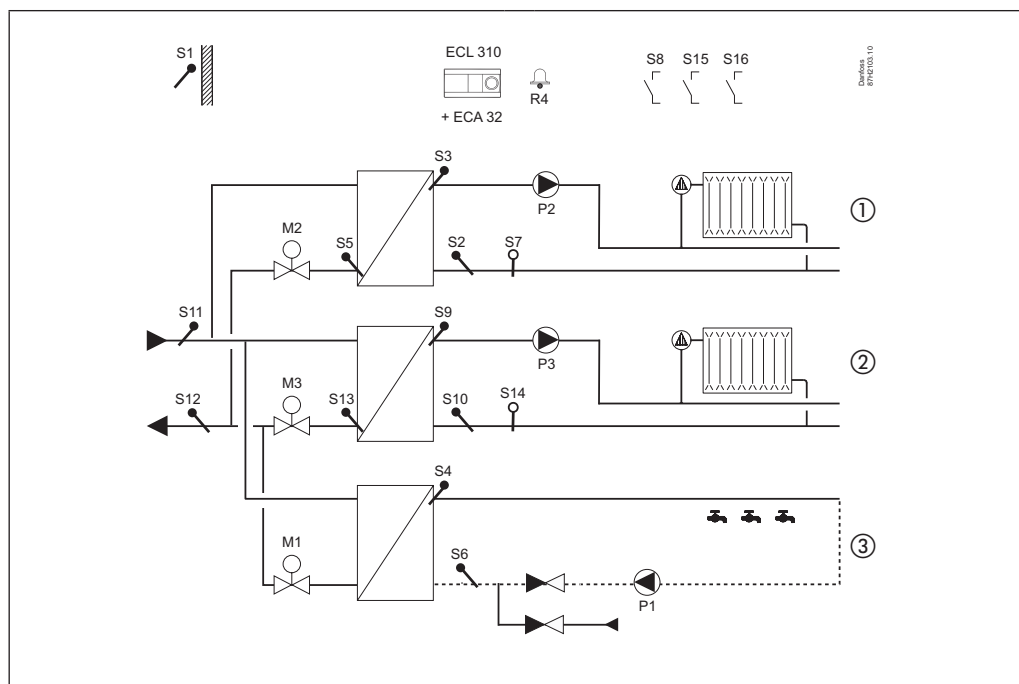 S1
ECL 310
+ ECA 32
R4
S8 S15 S16
Danfoss
87H2103.10
S3
P2
M2
S5
S2
S7
①
S11
S9
P3
M3
S12
S13
S10
S14
②
S4
M1
S6
P1
③